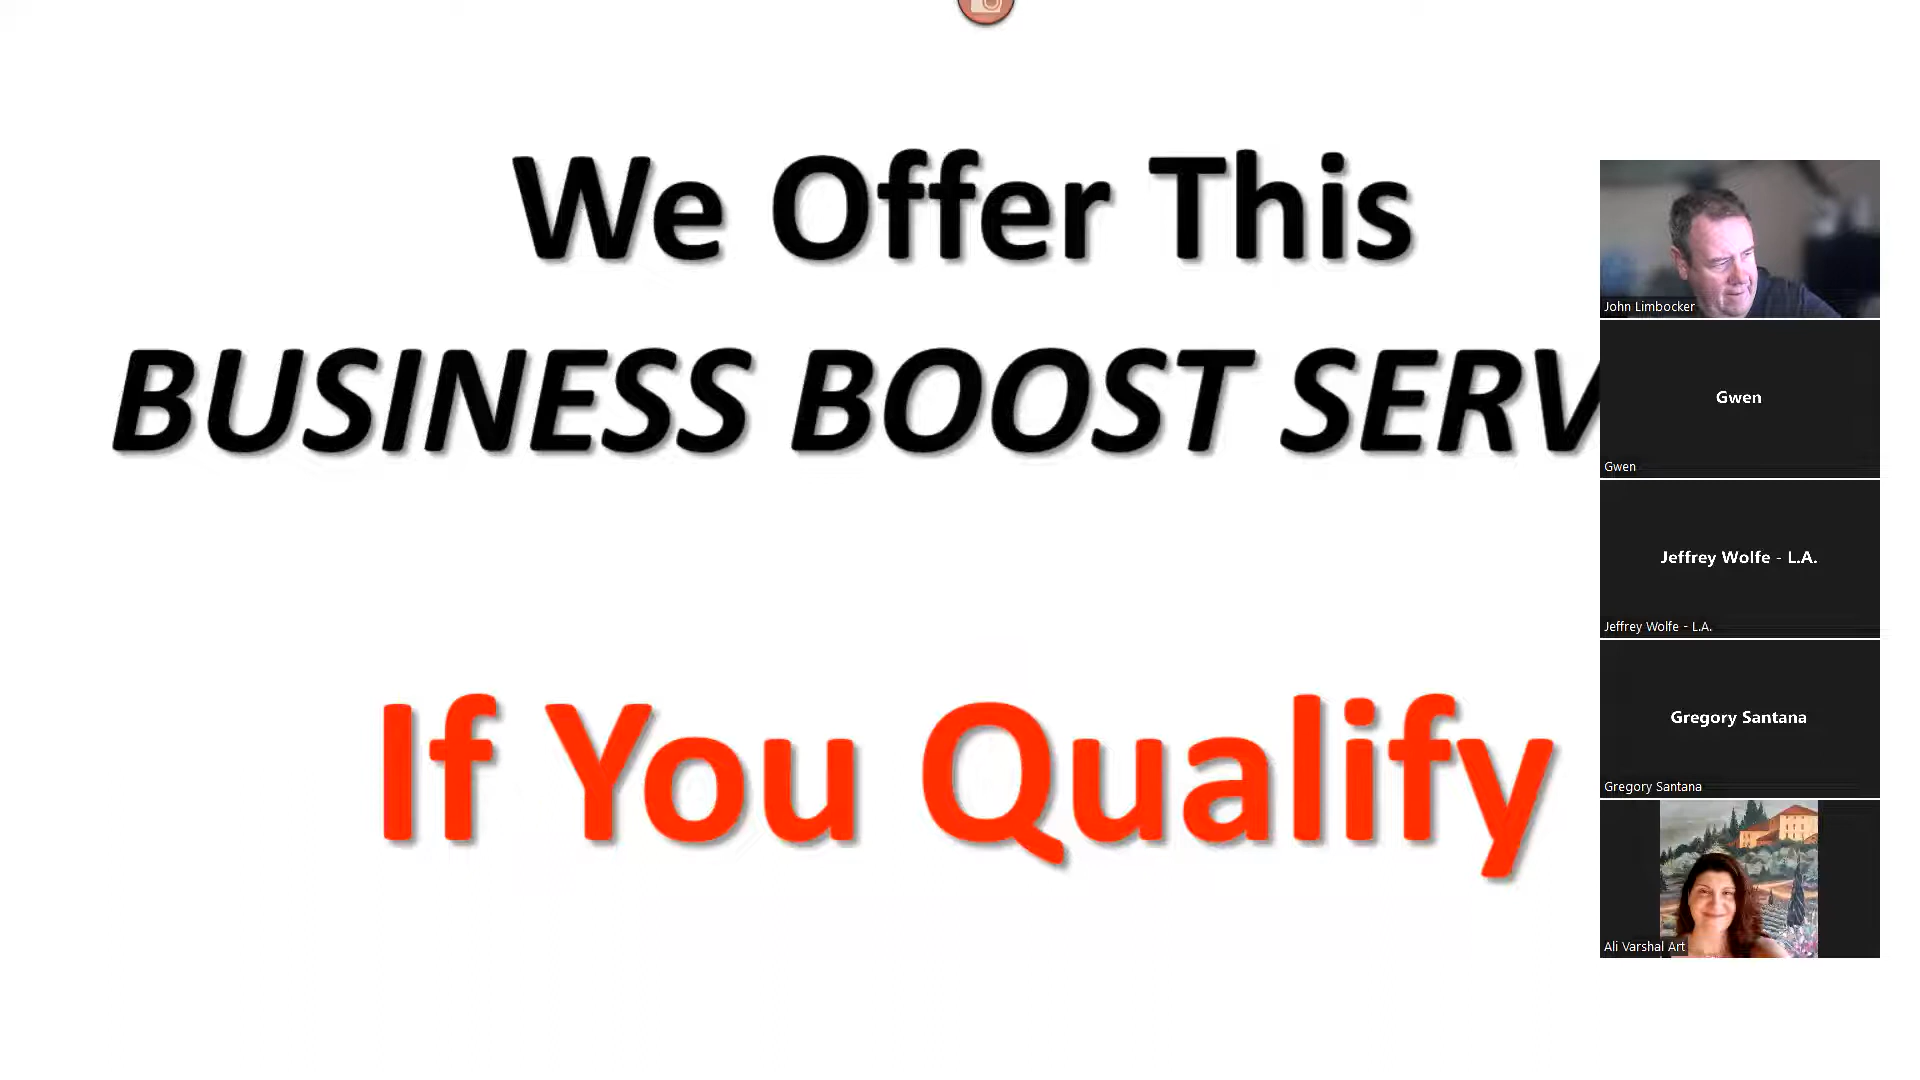 We Offer This
BUSINESS BOOST SERV
If You Qualify
John Limbocker
Gwen
Gwen
Jeffrey Wolfe - L.A.
Jeffrey Wolfe - L.A.
Gregory Santana
Gregory Santana
Ali Varshal Art